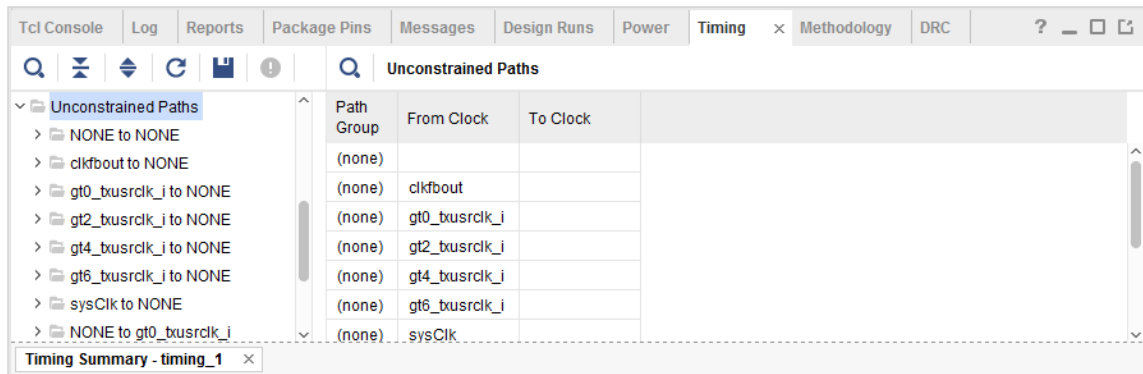 Tcl Console Log Reports Package Pins Messages Design Runs Power Timing × Methodology DRC ?
Unconstrained Paths
Unconstrained Paths
NONE to NONE
clkfbout to NONE
gt0_txusrclk_i to NONE
gt2_txusrclk_i to NONE
gt4_txusrclk_i to NONE
gt6_txusrclk_i to NONE
sysClk to NONE
NONE to gt0_txusrclk_i
Path Group From Clock To Clock
(none)
(none) clkfbout
(none) gt0_txusrclk_i
(none) gt2_txusrclk_i
(none) gt4_txusrclk_i
(none) gt6_txusrclk_i
(none) sysClk
Timing Summary - timing_1 ×